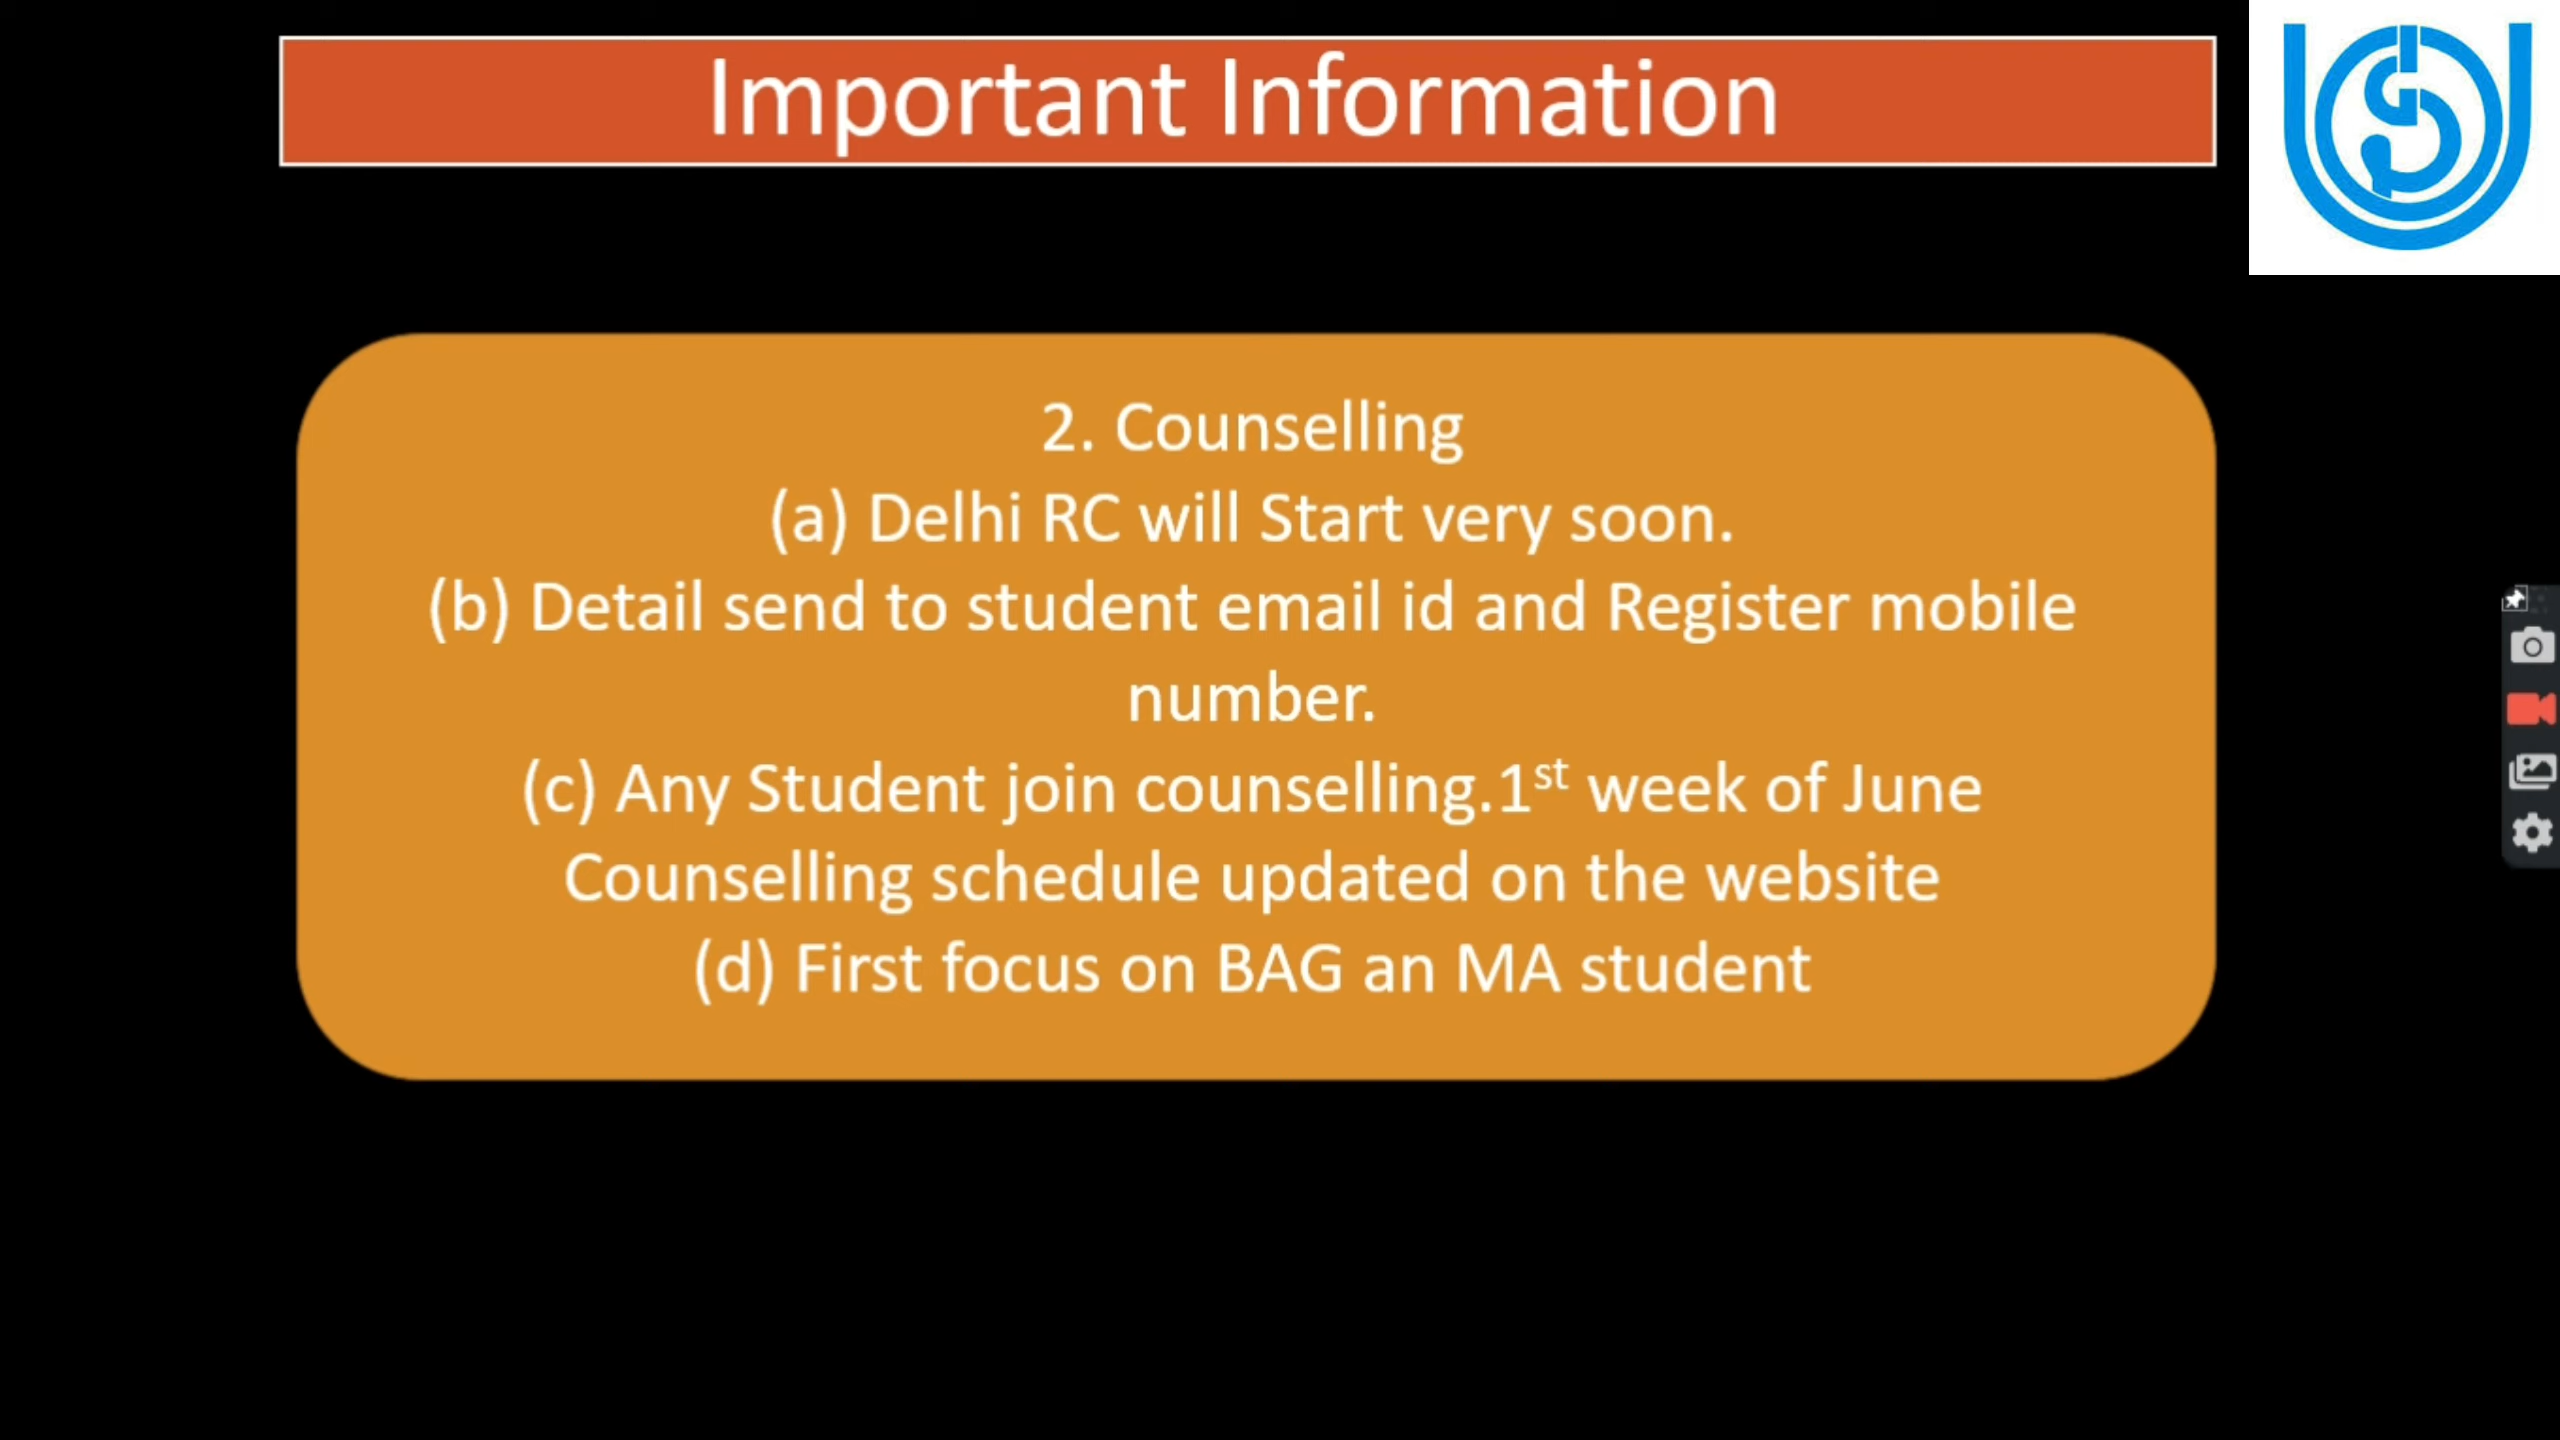 Important Information
2. Counselling
(a) Delhi RC will Start very soon.
(b) Detail send to student email id and Register mobile
number.
(c) Any Student join counselling.1st week of June
Counselling schedule updated on the website
(d) First focus on BAG an MA student